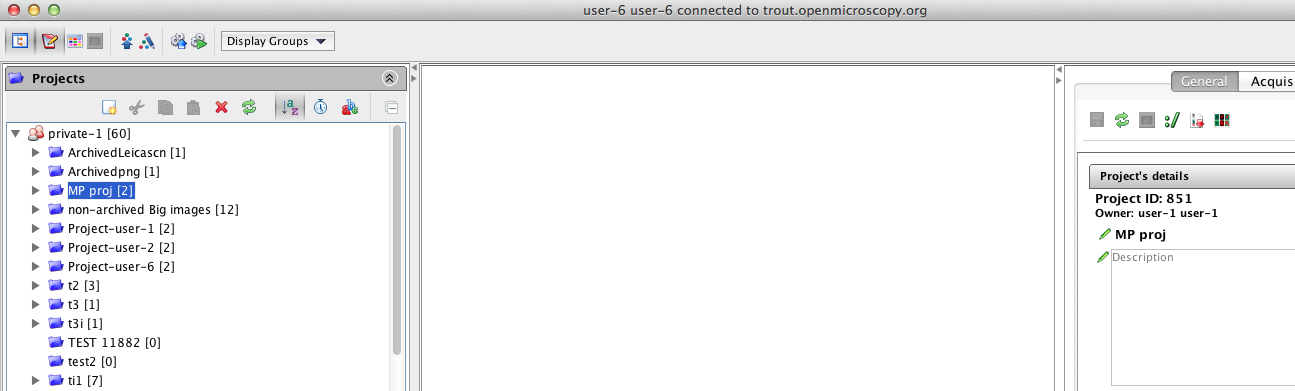 user-6 user-6 connected to trout.openmicroscopy.org
Display Groups
Projects
private-1 [60]
ArchivedLeicascn [1]
Archivedpng [1]
MP proj [2]
non-archived Big images [12]
Project-user-1 [2]
Project-user-2 [2]
Project-user-6 [2]
t2 [3]
t3 [1]
t3i [1]
TEST 11882 [0]
test2 [0]
ti1 [7]
General Acquis
Project's details
Project ID: 851
Owner: user-1 user-1
MP proj
Description